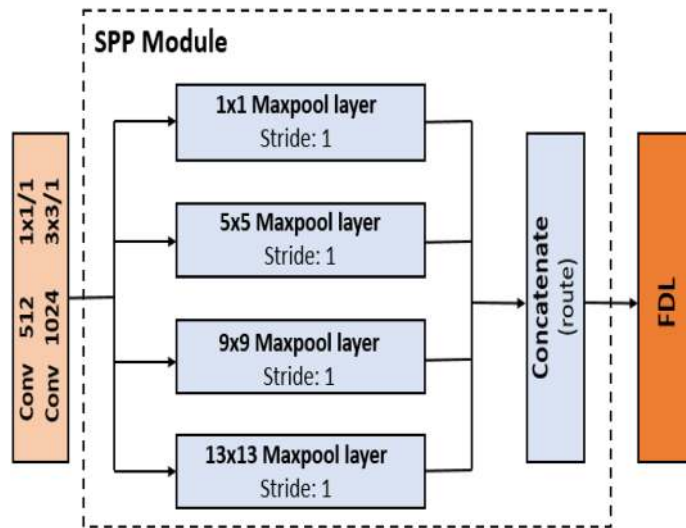 SPP Module
Conv 512 1x1/1
Conv 1024 3x3/1
1x1 Maxpool layer
Stride: 1
5x5 Maxpool layer
Stride: 1
9x9 Maxpool layer
Stride: 1
13x13 Maxpool layer
Stride: 1
Concatenate
(route)
FDL